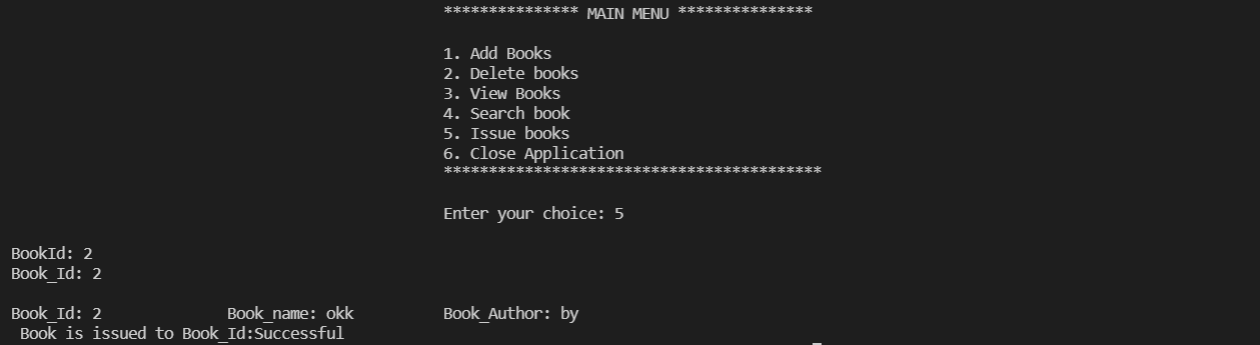 *************** MAIN MENU ***************
1. Add Books
2. Delete books
3. View Books
4. Search book
5. Issue books
6. Close Application
******************************************
Enter your choice: 5
BookId: 2
Book_Id: 2
Book_Id: 2 Book_name: okk Book_Author: by
Book is issued to Book_Id:Successful